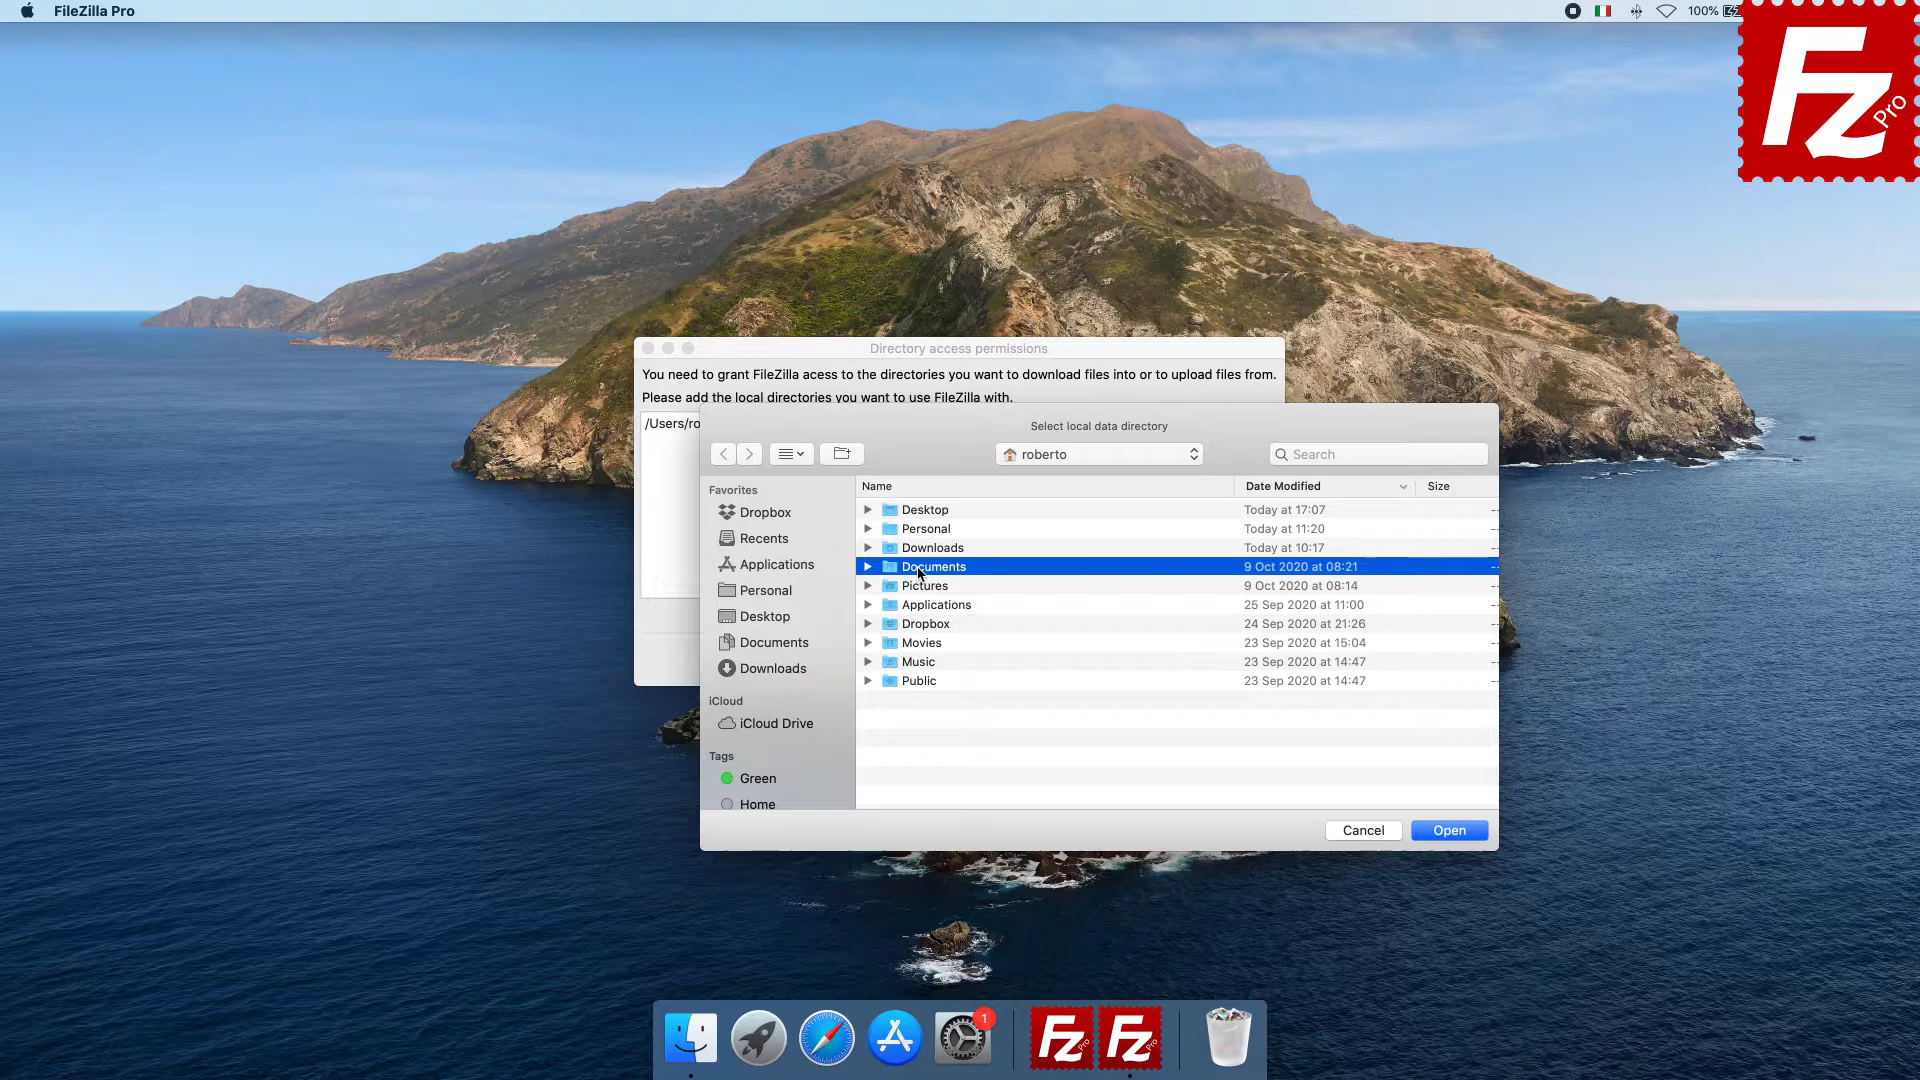 FileZilla Pro
100%
Fz Pro
Directory access permissions
You need to grant FileZilla acess to the directories you want to download files into or to upload files from.
Please add the local directories you want to use FileZilla with.
/Users/ro
Select local data directory
roberto
Search
Favorites
Dropbox
Recents
Applications
Personal
Desktop
Documents
Downloads
iCloud
iCloud Drive
Tags
Green
Home
Name Date Modified Size
Desktop Today at 17:07 --
Personal Today at 11:20 --
Downloads Today at 10:17 --
Documents 9 Oct 2020 at 08:21 --
Pictures 9 Oct 2020 at 08:14 --
Applications 25 Sep 2020 at 11:00 --
Dropbox 24 Sep 2020 at 21:26 --
Movies 23 Sep 2020 at 15:04 --
Music 23 Sep 2020 at 14:47 --
Public 23 Sep 2020 at 14:47 --
Cancel Open
1
Fz Pro
Fz Pro